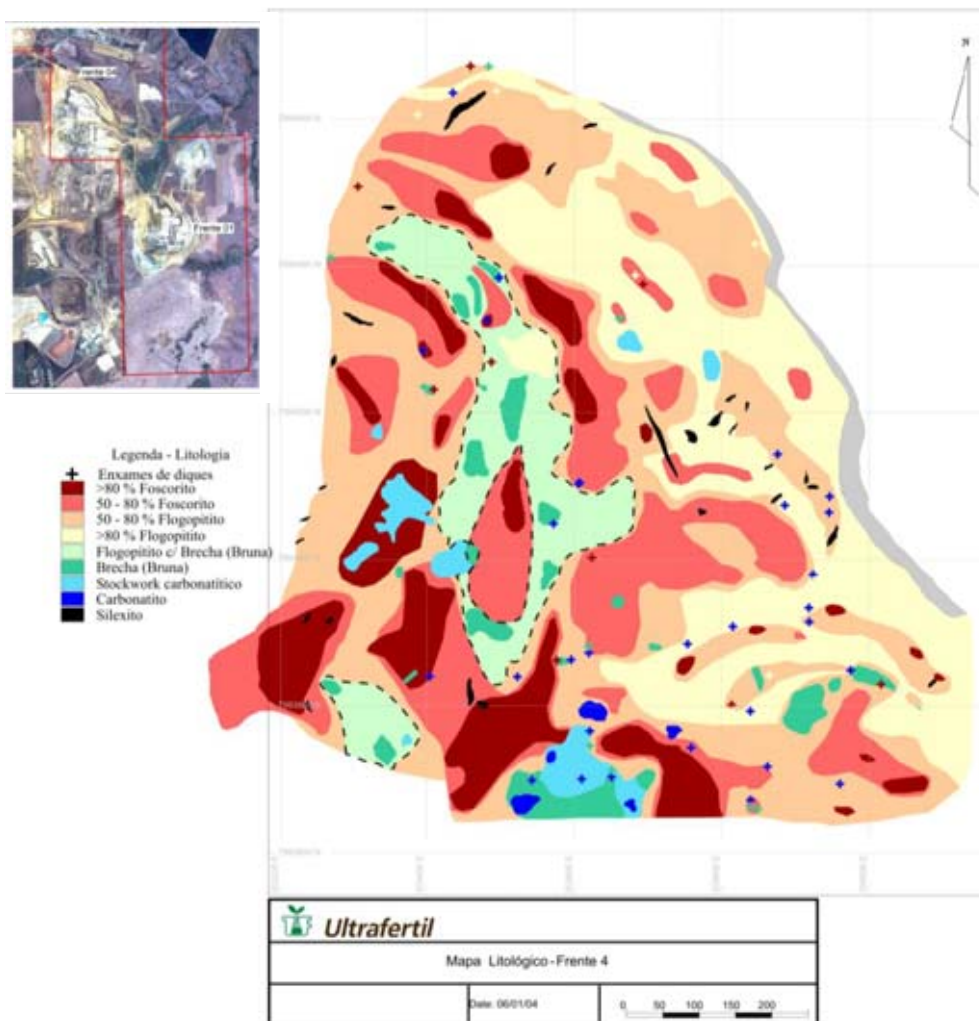 Frente 04
Frente 01
N
Legenda - Litologia
Enxames de diques
>80 % Foscorito
50 - 80 % Foscorito
50 - 80 % Flogopitito
>80 % Flogopitito
Flogopitito c/ Brecha (Bruna)
Brecha (Bruna)
Stockwork carbonatítico
Carbonatito
Silexito
Ultrafertil
Mapa Litológico - Frente 4
Date: 06/01/04
0 50 100 150 200